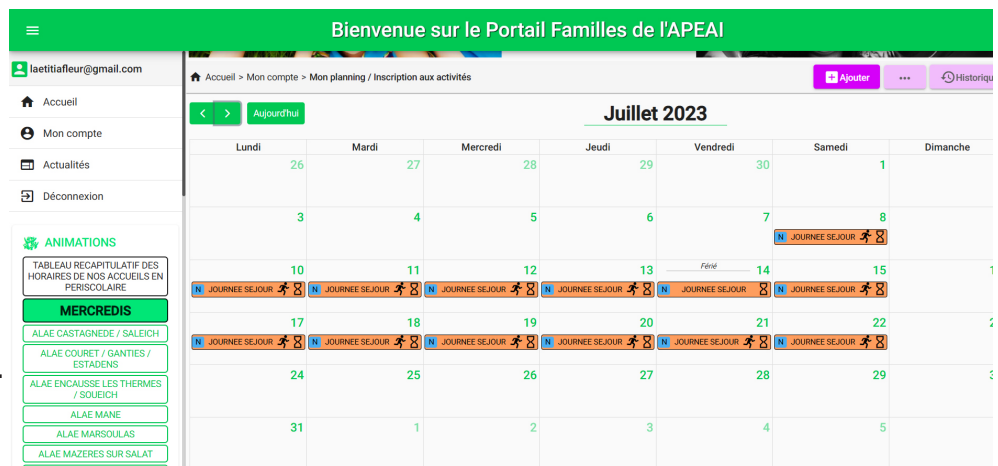 Bienvenue sur le Portail Familles de l'APEAI
laetitiafleur@gmail.com
Accueil
Mon compte
Actualités
Déconnexion
ANIMATIONS
TABLEAU RECAPITULATIF DES
HORAIRES DE NOS ACCUEILS EN
PERISCOLAIRE
MERCREDIS
ALAE CASTAGNEDE / SALEICH
ALAE COURET / GANTIES /
ESTADENS
ALAE ENCAUSSE LES THERMES
/ SOUEICH
ALAE MANE
ALAE MARSOULAS
ALAE MAZERES SUR SALAT
Accueil > Mon compte > Mon planning / Inscription aux activités
Ajouter ... Historiqu
< > Aujourd'hui Juillet 2023
Lundi Mardi Mercredi Jeudi Vendredi Samedi Dimanche
26 27 28 29 30 1
3 4 5 6 7 8
N JOURNEE SEJOUR
10 11 12 13 Férié 14 15 1
N JOURNEE SEJOUR N JOURNEE SEJOUR N JOURNEE SEJOUR N JOURNEE SEJOUR N JOURNEE SEJOUR N JOURNEE SEJOUR
17 18 19 20 21 22 2
N JOURNEE SEJOUR N JOURNEE SEJOUR N JOURNEE SEJOUR N JOURNEE SEJOUR N JOURNEE SEJOUR N JOURNEE SEJOUR
24 25 26 27 28 29 3
31 1 2 3 4 5